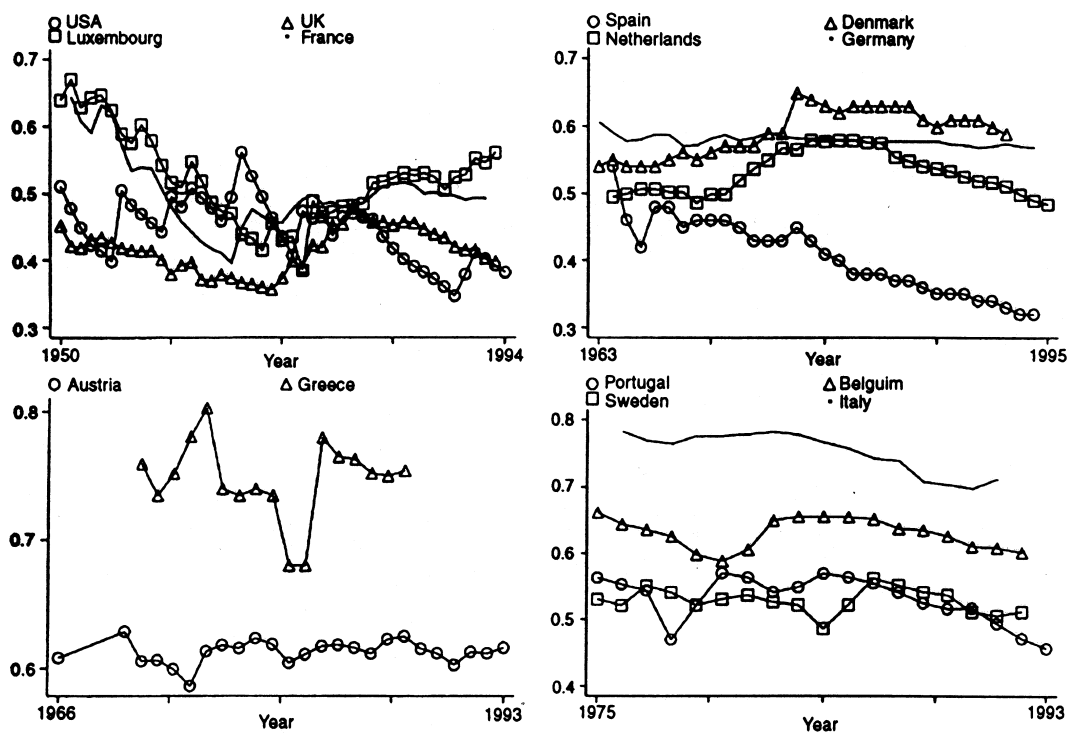 USA
UK
Luxembourg
France
0.7
0.6
0.5
0.4
0.3
1950
Year
1994
Spain
Denmark
Netherlands
Germany
0.7
0.6
0.5
0.4
0.3
1963
Year
1995
Austria
Greece
0.8
0.7
0.6
1966
Year
1993
Portugal
Belguim
Sweden
Italy
0.8
0.7
0.6
0.5
0.4
1975
Year
1993